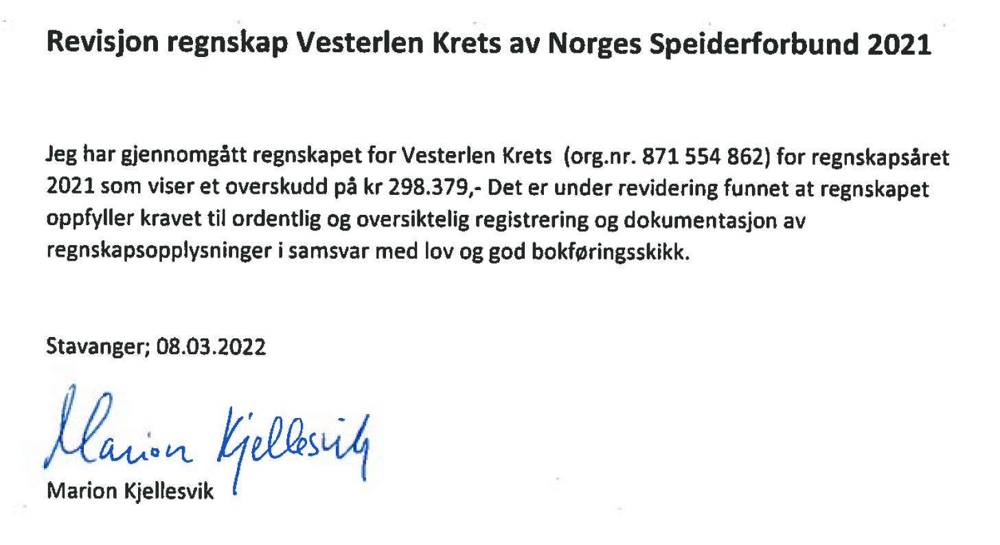 Revisjon regnskap Vesterlen Krets av Norges Speiderforbund 2021
Jeg har gjennomgått regnskapet for Vesterlen Krets (org.nr. 871 554 862) for regnskapsåret
2021 som viser et overskudd på kr 298.379,- Det er under revidering funnet at regnskapet
oppfyller kravet til ordentlig og oversiktelig registrering og dokumentasjon av
regnskapsopplysninger i samsvar med lov og god bokføringsskikk.
Stavanger; 08.03.2022
Marion Kjellesvik
Marion Kjellesvik